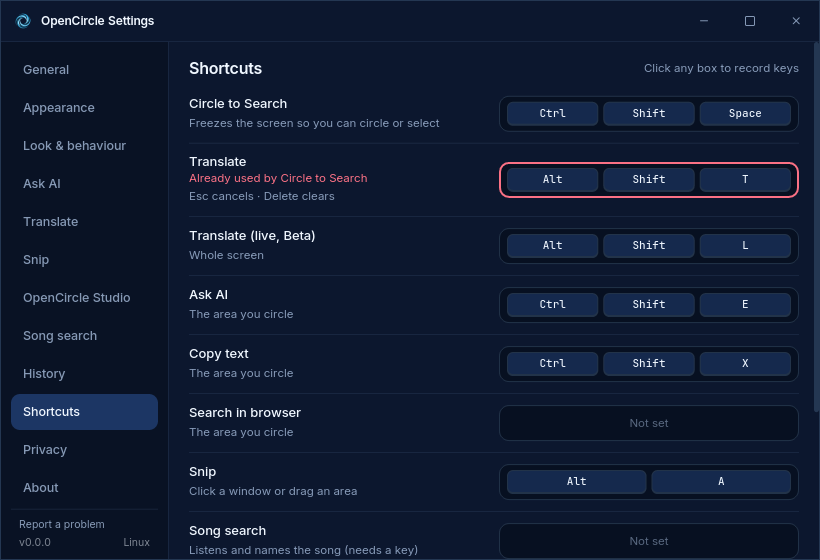 OpenCircle Settings
General
Appearance
Look & behaviour
Ask AI
Translate
Snip
OpenCircle Studio
Song search
History
Shortcuts
Privacy
About
Report a problem
v0.0.0 Linux
Shortcuts
Click any box to record keys
Circle to Search
Freezes the screen so you can circle or select
Ctrl Shift Space
Translate
Already used by Circle to Search
Esc cancels · Delete clears
Alt Shift T
Translate (live, Beta)
Whole screen
Alt Shift L
Ask AI
The area you circle
Ctrl Shift E
Copy text
The area you circle
Ctrl Shift X
Search in browser
The area you circle
Not set
Snip
Click a window or drag an area
Alt A
Song search
Listens and names the song (needs a key)
Not set